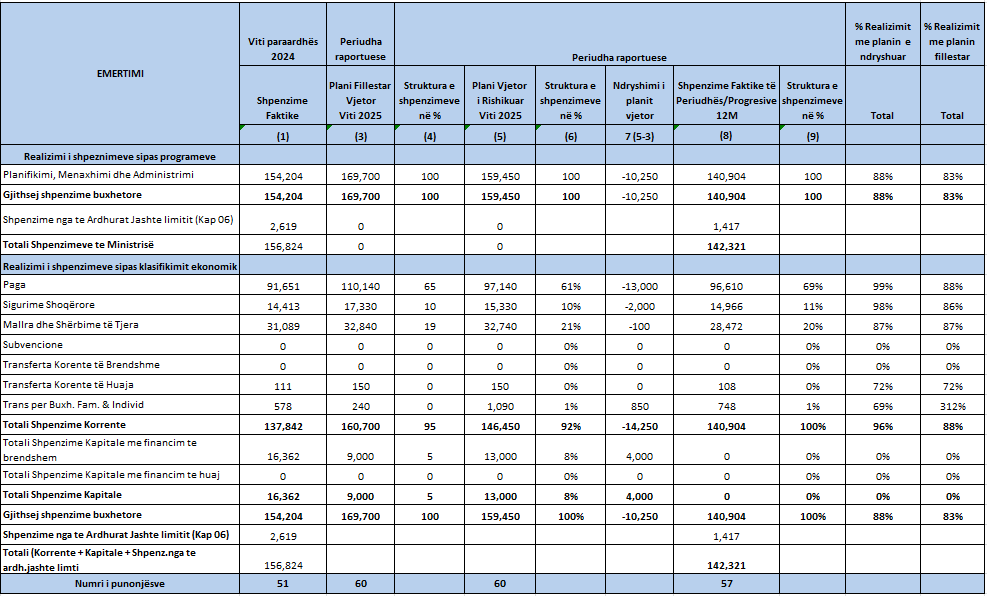 EMERTIMI
Viti paraardhës 2024
Periudha raportuese
Periudha raportuese
% Realizimit me planin e ndryshuar
% Realizimit me planin fillestar
Shpenzime Faktike
Plani Fillestar Vjetor Viti 2025
Struktura e shpenzimeve në %
Plani Vjetor i Rishikuar Viti 2025
Struktura e shpenzimeve në %
Ndryshimi i planit vjetor
Shpenzime Faktike të Periudhës/Progresive 12M
Struktura e shpenzimeve në %
Total
Total
(1) (3) (4) (5) (6) 7 (5-3) (8) (9)
Realizimi i shpeznimeve sipas programeve
Planifikimi, Menaxhimi dhe Administrimi 154,204 169,700 100 159,450 100 -10,250 140,904 100 88% 83%
Gjithsej shpenzime buxhetore 154,204 169,700 100 159,450 100 -10,250 140,904 100 88% 83%
Shpenzime nga te Ardhurat Jashte limitit (Kap 06) 2,619 0 0 1,417
Totali Shpenzimeve te Ministrisë 156,824 0 0 142,321
Realizimi i shpenzimeve sipas klasifikimit ekonomik
Paga 91,651 110,140 65 97,140 61% -13,000 96,610 69% 99% 88%
Sigurime Shoqërore 14,413 17,330 10 15,330 10% -2,000 14,966 11% 98% 86%
Mallra dhe Shërbime të Tjera 31,089 32,840 19 32,740 21% -100 28,472 20% 87% 87%
Subvencione 0 0 0 0 0% 0 0 0% 0% 0%
Transferta Korente të Brendshme 0 0 0 0 0% 0 0 0% 0% 0%
Transferta Korente të Huaja 111 150 0 150 0% 0 108 0% 72% 72%
Trans per Buxh. Fam. & Individ 578 240 0 1,090 1% 850 748 1% 69% 312%
Totali Shpenzime Korrente 137,842 160,700 95 146,450 92% -14,250 140,904 100% 96% 88%
Totali Shpenzime Kapitale me financim te
brendshem 16,362 9,000 5 13,000 8% 4,000 0 0% 0% 0%
Totali Shpenzime Kapitale me financim te huaj 0 0 0 0 0% 0 0 0% 0% 0%
Totali Shpenzime Kapitale 16,362 9,000 5 13,000 8% 4,000 0 0% 0% 0%
Gjithsej shpenzime buxhetore 154,204 169,700 100 159,450 100% -10,250 140,904 100% 88% 83%
Shpenzime nga te Ardhurat Jashte limitit (Kap 06) 2,619 1,417
Totali (Korrente + Kapitale + Shpenz.nga te
ardh.jashte limti 156,824 142,321
Numri i punonjësve 51 60 60 57